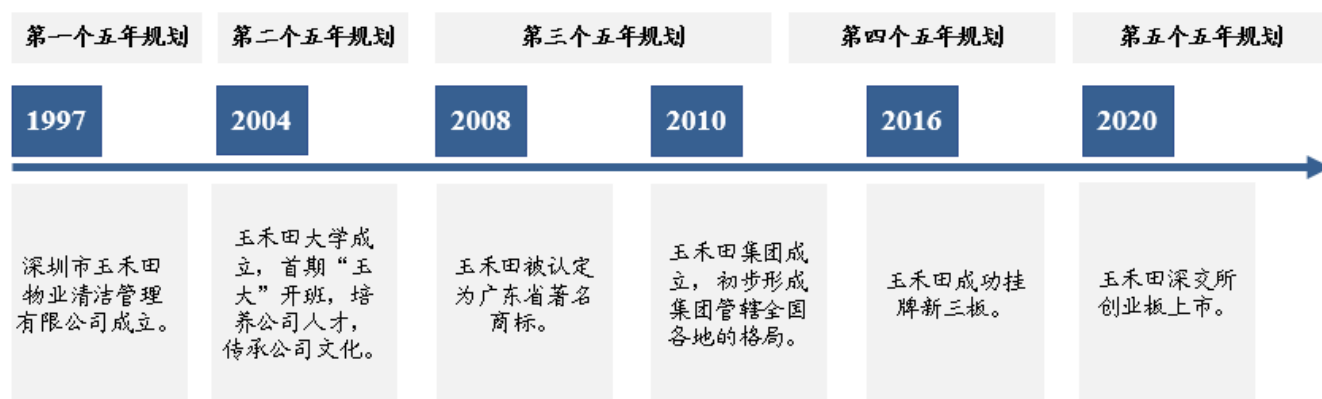 第一个五年规划
第二个五年规划
第三个五年规划
第四个五年规划
第五个五年规划
1997
2004
2008
2010
2016
2020
深圳市玉禾田
物业清洁管理
有限公司成立。
玉禾田大学成
立，首期“玉
大”开班，培
养公司人才，
传承公司文化。
玉禾田被认定
为广东省著名
商标。
玉禾田集团成
立，初步形成
集团管辖全国
各地的格局。
玉禾田成功挂
牌新三板。
玉禾田深交所
创业板上市。